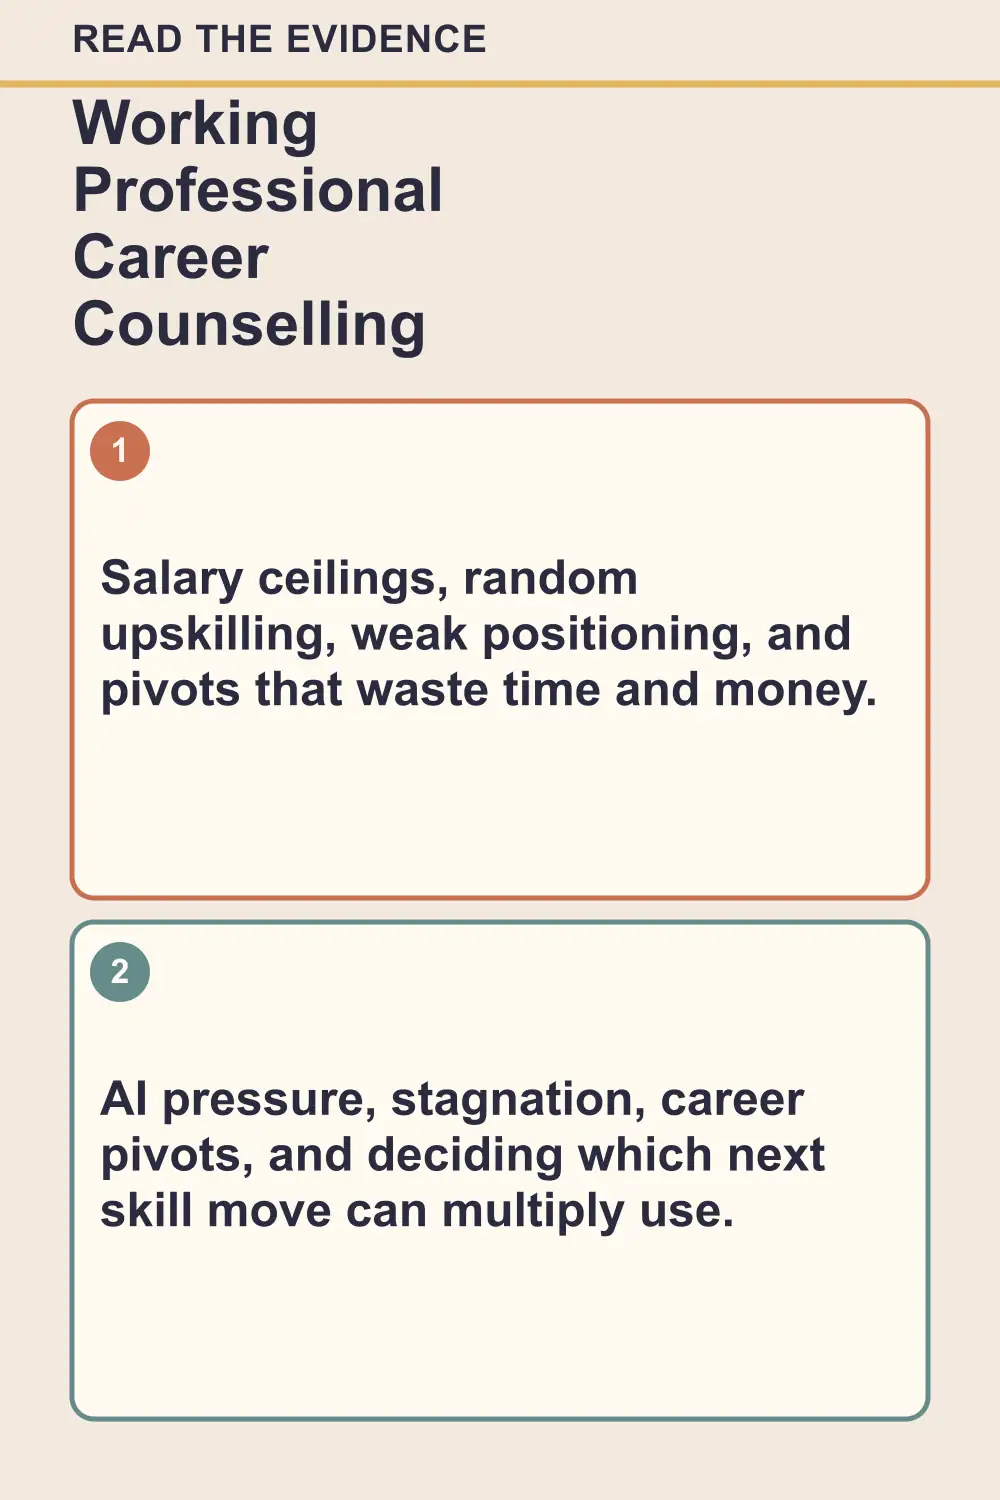 READ THE EVIDENCE
Working
Professional
Career
Counselling
1
Salary ceilings, random
upskilling, weak positioning, and
pivots that waste time and money.
2
AI pressure, stagnation, career
pivots, and deciding which next
skill move can multiply use.